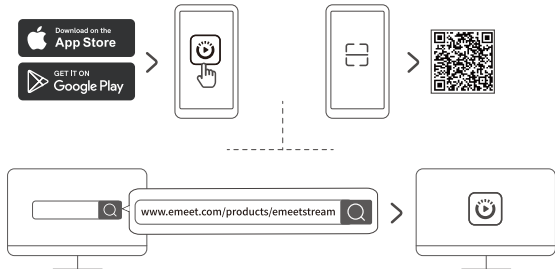 Download on the
App Store
GET IT ON
Google Play
www.emeet.com/products/emeetstream